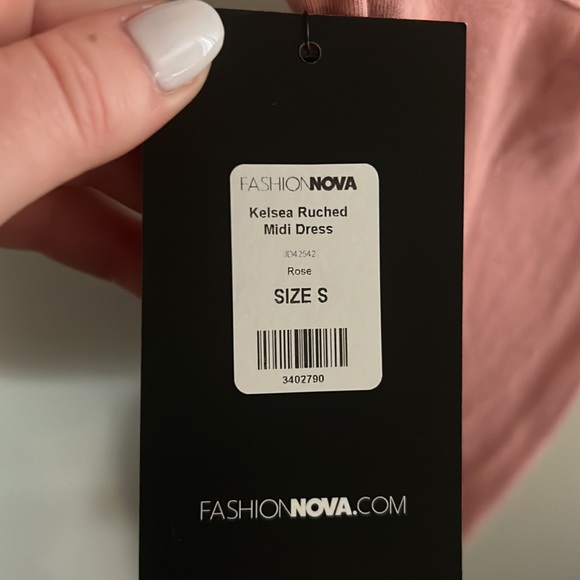 FASHIONNOVA
Kelsea Ruched
Midi Dress
JD42542
Rose
SIZE S
3402790
FASHIONNOVA.COM